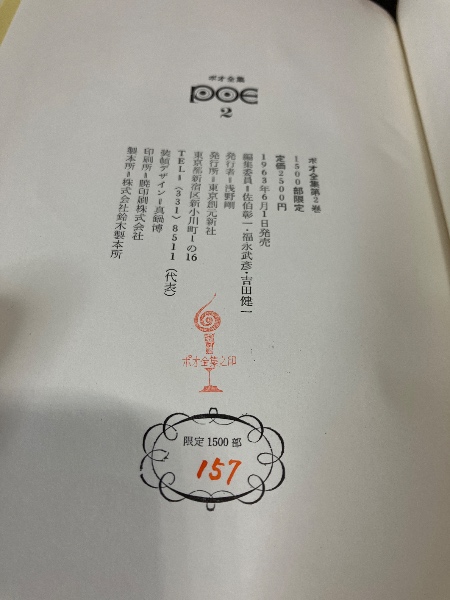 ポオ全集
POE
2
ポオ全集第2巻
1500部限定
定価2500円
1963年6月1日発売
編集委員=佐伯彰一・福永武彦・吉田健一
発行者=浅野剛
発行所=東京創元新社
東京都新宿区新小川町1の16
TEL=(331)8511(代表)
装幀デザイン=真鍋博
印刷所=暁印刷株式会社
製本所=株式会社鈴木製本所
ポオ全集之印
限定1500部
157